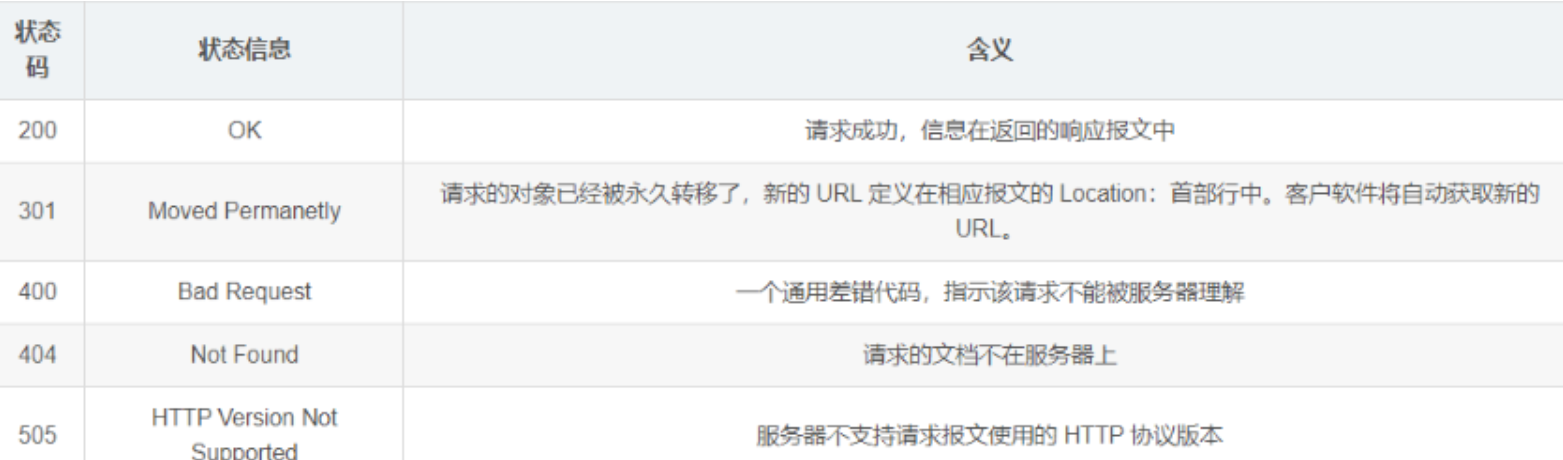 状态
码
状态信息
含义
200
OK
请求成功，信息在返回的响应报文中
301
Moved Permanetly
请求的对象已经被永久转移了，新的 URL 定义在相应报文的 Location：首部行中。客户软件将自动获取新的
URL。
400
Bad Request
一个通用差错代码，指示该请求不能被服务器理解
404
Not Found
请求的文档不在服务器上
505
HTTP Version Not
Supported
服务器不支持请求报文使用的 HTTP 协议版本